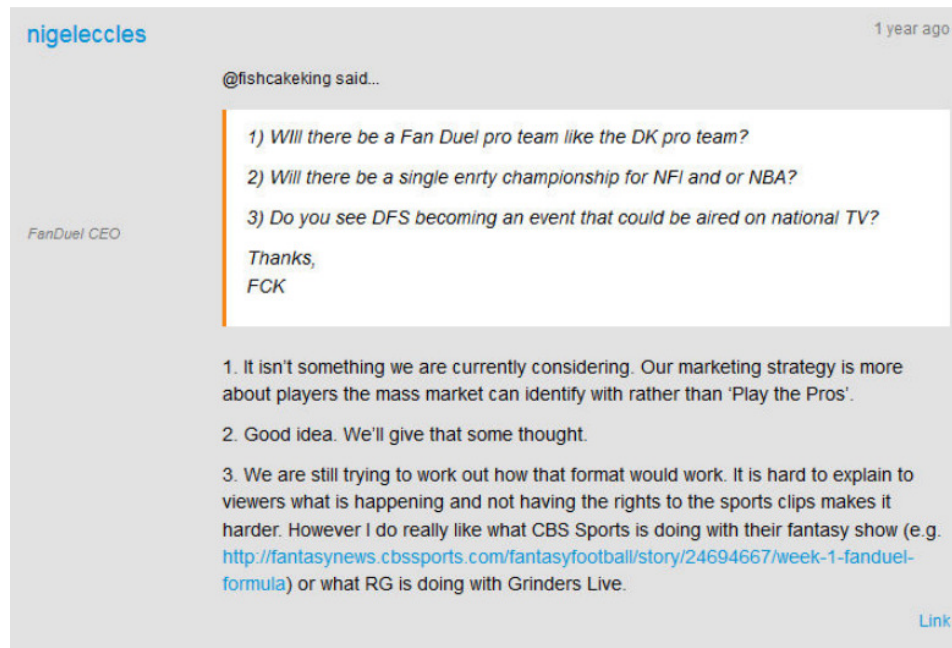 nigeleccles
1 year ago
@fishcakeking said...
1) WIll there be a Fan Duel pro team like the DK pro team?
2) Will there be a single enrty championship for NFl and or NBA?
3) Do you see DFS becoming an event that could be aired on national TV?
Thanks,
FCK
FanDuel CEO
1. It isn't something we are currently considering. Our marketing strategy is more
about players the mass market can identify with rather than ‘Play the Pros’.
2. Good idea. We'll give that some thought.
3. We are still trying to work out how that format would work. It is hard to explain to
viewers what is happening and not having the rights to the sports clips makes it
harder. However I do really like what CBS Sports is doing with their fantasy show (e.g.
http://fantasynews.cbssports.com/fantasyfootball/story/24694667/week-1-fanduel-
formula) or what RG is doing with Grinders Live.
Link